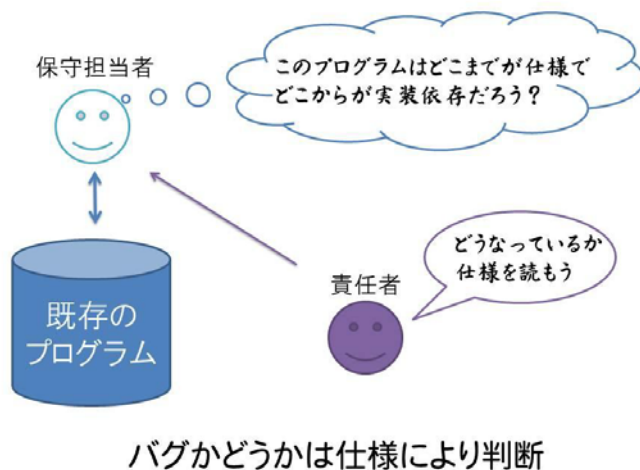 保守担当者
このプログラムはどこまでが仕様で
どこからが実装依存だろう？
どうなっているか
仕様を読もう
責任者
既存の
プログラム
バグかどうかは仕様により判断